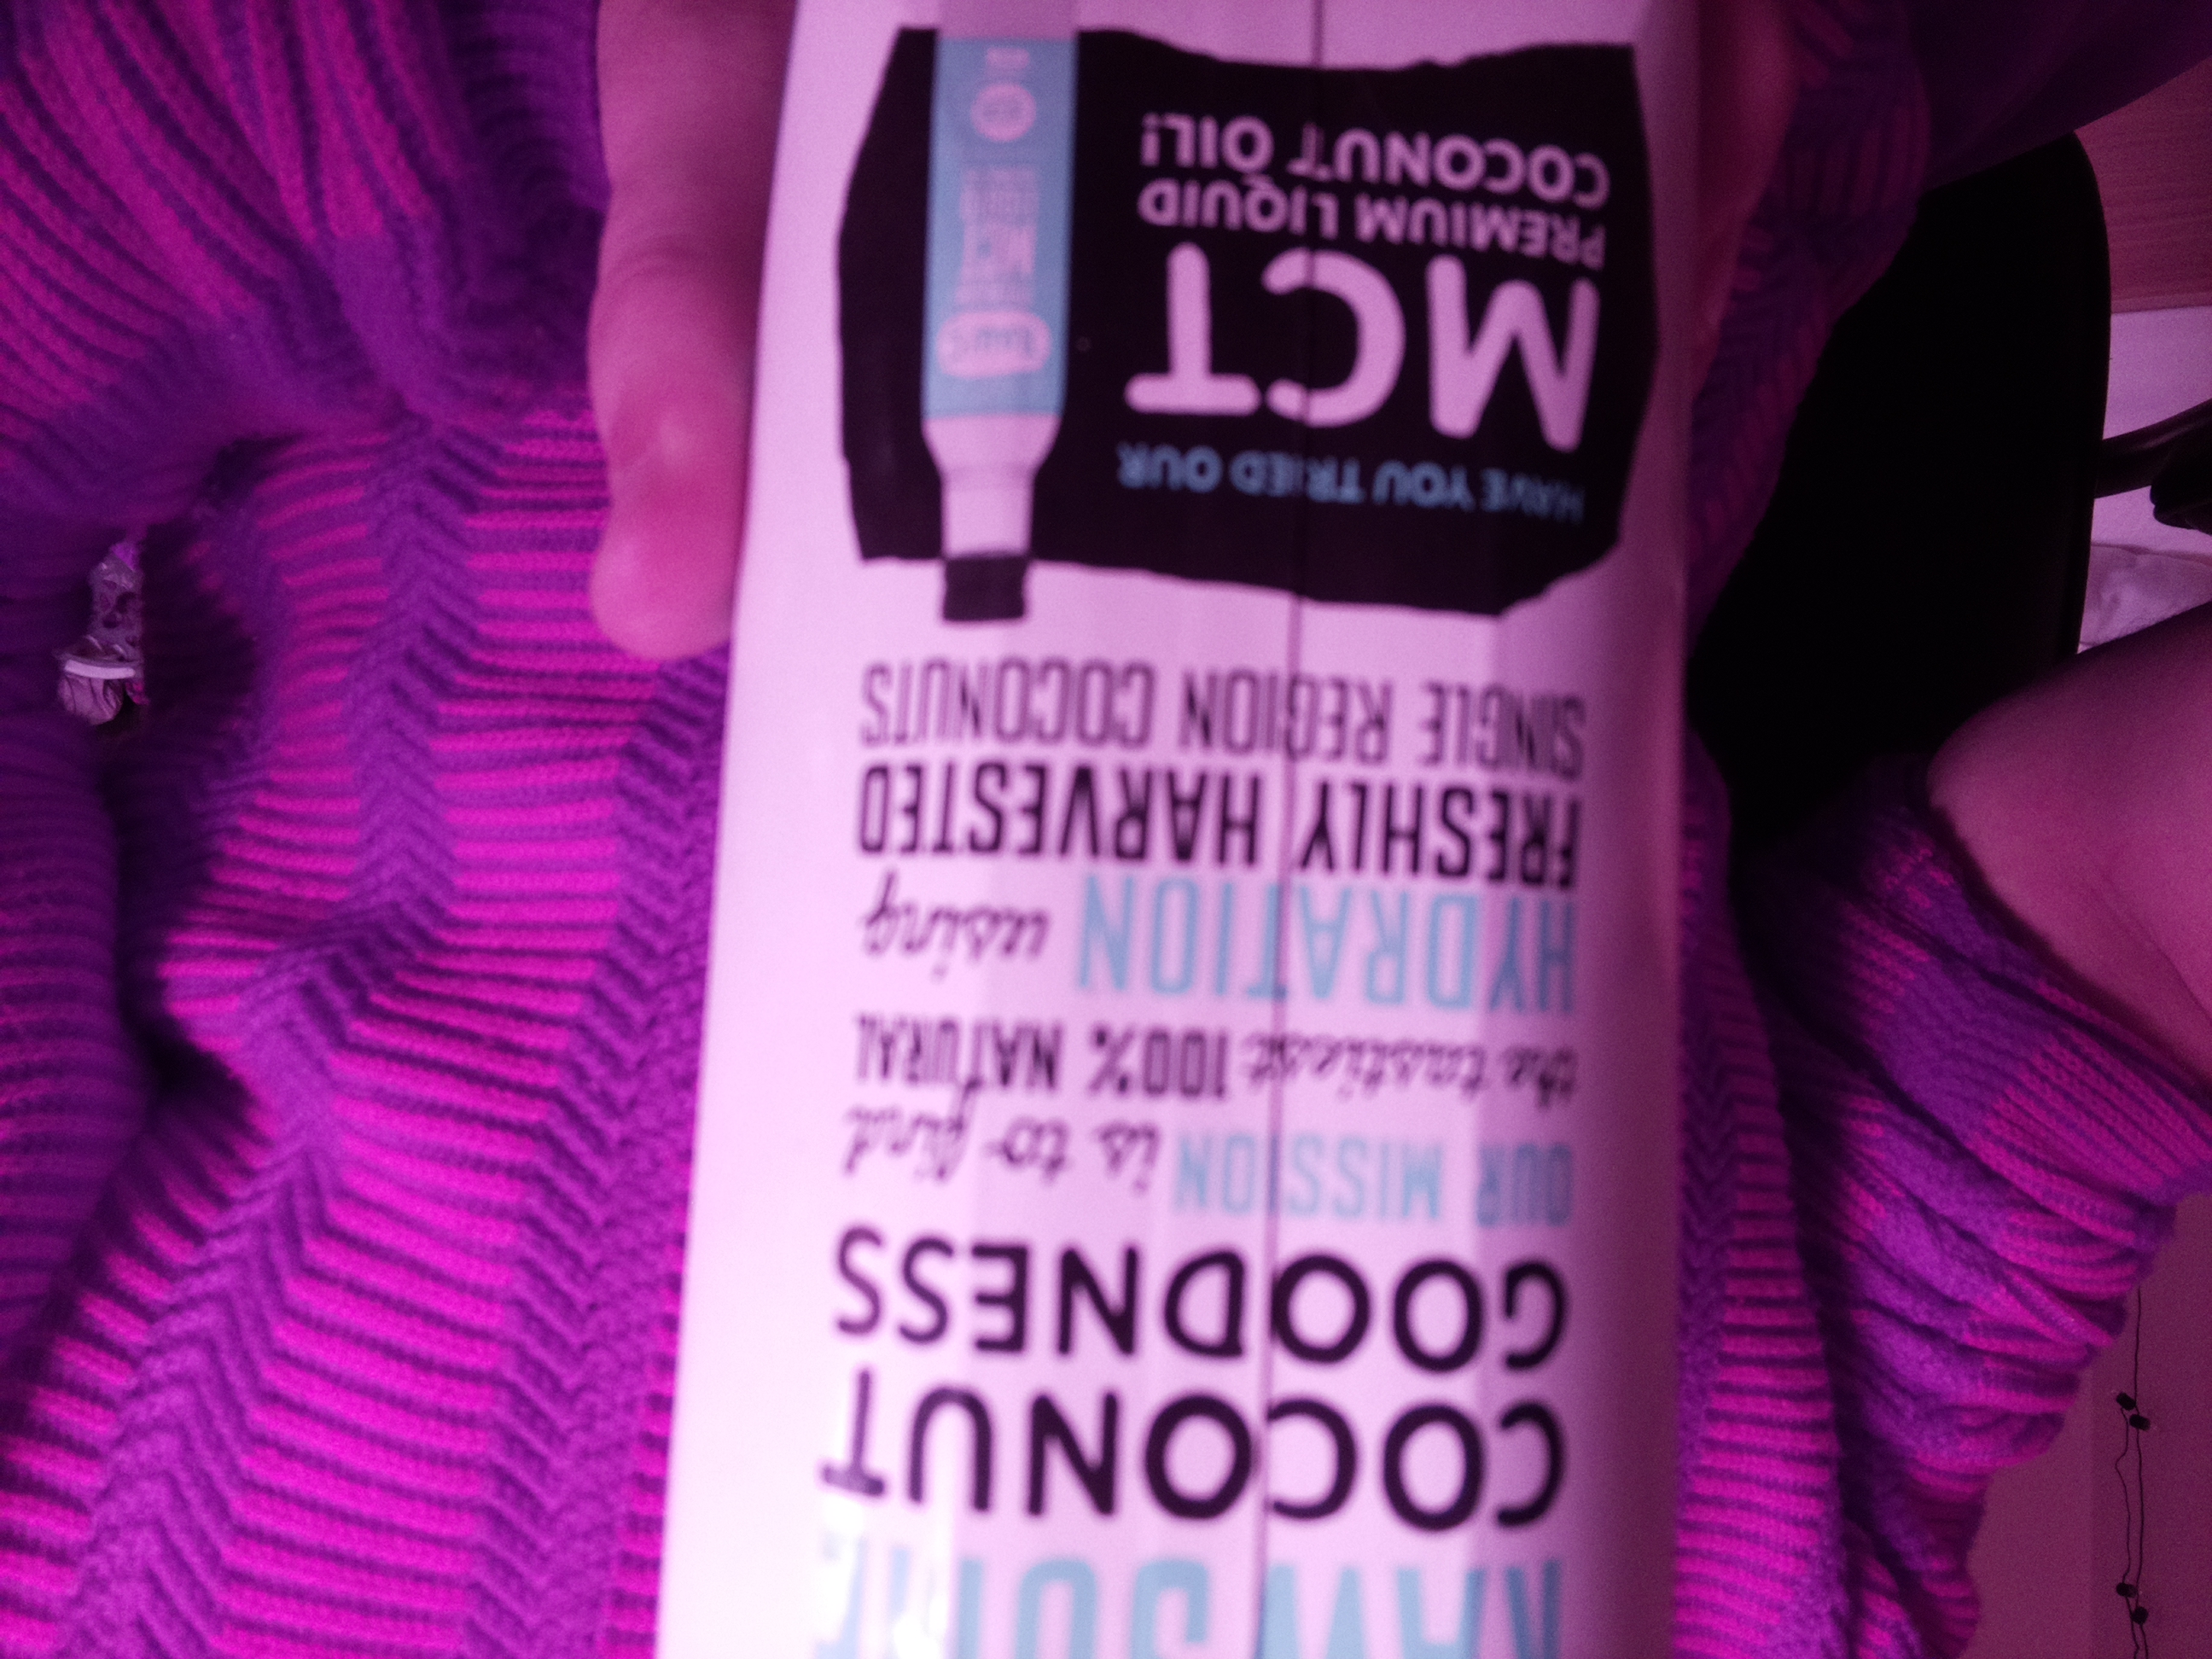 COCONUT
GOODNESS
OUR MISSION is to find
the tastiest 100% NATURAL
HYDRATION using
FRESHLY HARVESTED
SINGLE REGION COCONUTS
HAVE YOU TRIED OUR
MCT
PREMIUM LIQUID
COCONUT OIL!
MCT